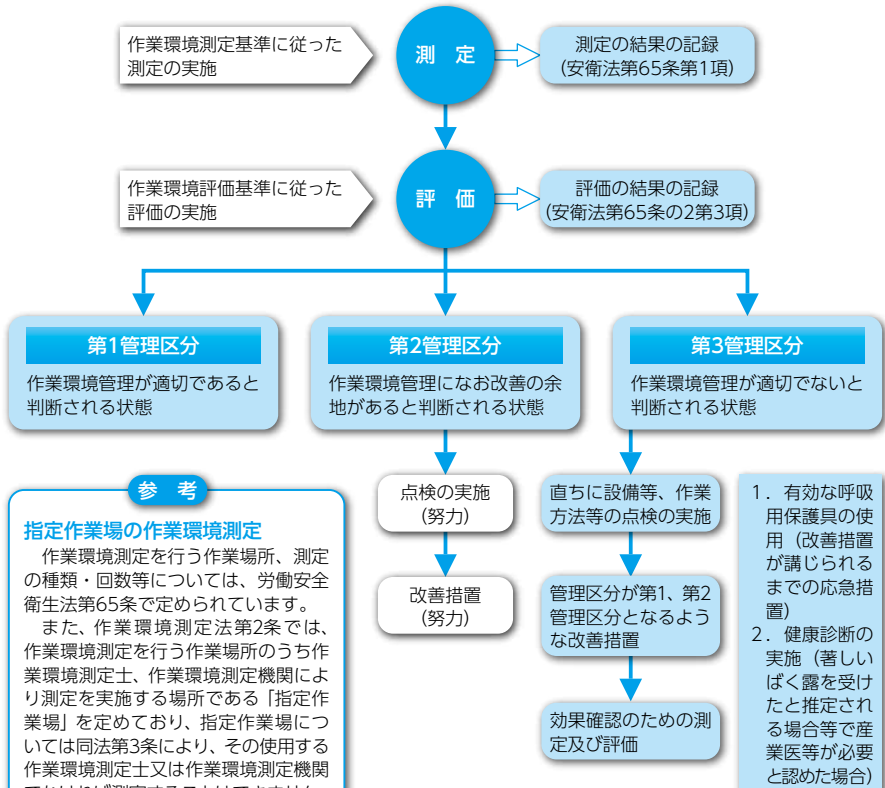 作業環境測定基準に従った
測定の実施
測 定
測定の結果の記録
(安衛法第65条第1項)
作業環境評価基準に従った
評価の実施
評 価
評価の結果の記録
(安衛法第65条の2第3項)
第1管理区分
作業環境管理が適切であると
判断される状態
第2管理区分
作業環境管理になお改善の余
地があると判断される状態
第3管理区分
作業環境管理が適切でないと
判断される状態
点検の実施
(努力)
改善措置
(努力)
直ちに設備等、作業
方法等の点検の実施
管理区分が第1、第2
管理区分となるよう
な改善措置
効果確認のための測
定及び評価
1．有効な呼吸
用保護具の使
用（改善措置
が講じられる
までの応急措
置)
2．健康診断の
実施（著しい
ばく露を受け
たと推定され
る場合等で産
業医等が必要
と認めた場合)
参 考
指定作業場の作業環境測定
作業環境測定を行う作業場所、測定
の種類・回数等については、労働安全
衛生法第65条で定められています。
また、作業環境測定法第2条では、
作業環境測定を行う作業場所のうち作
業環境測定士、作業環境測定機関によ
り測定を実施する場所である「指定作
業場」を定めており、指定作業場につ
いては同法第3条により、その使用する
作業環境測定士又は作業環境測定機関